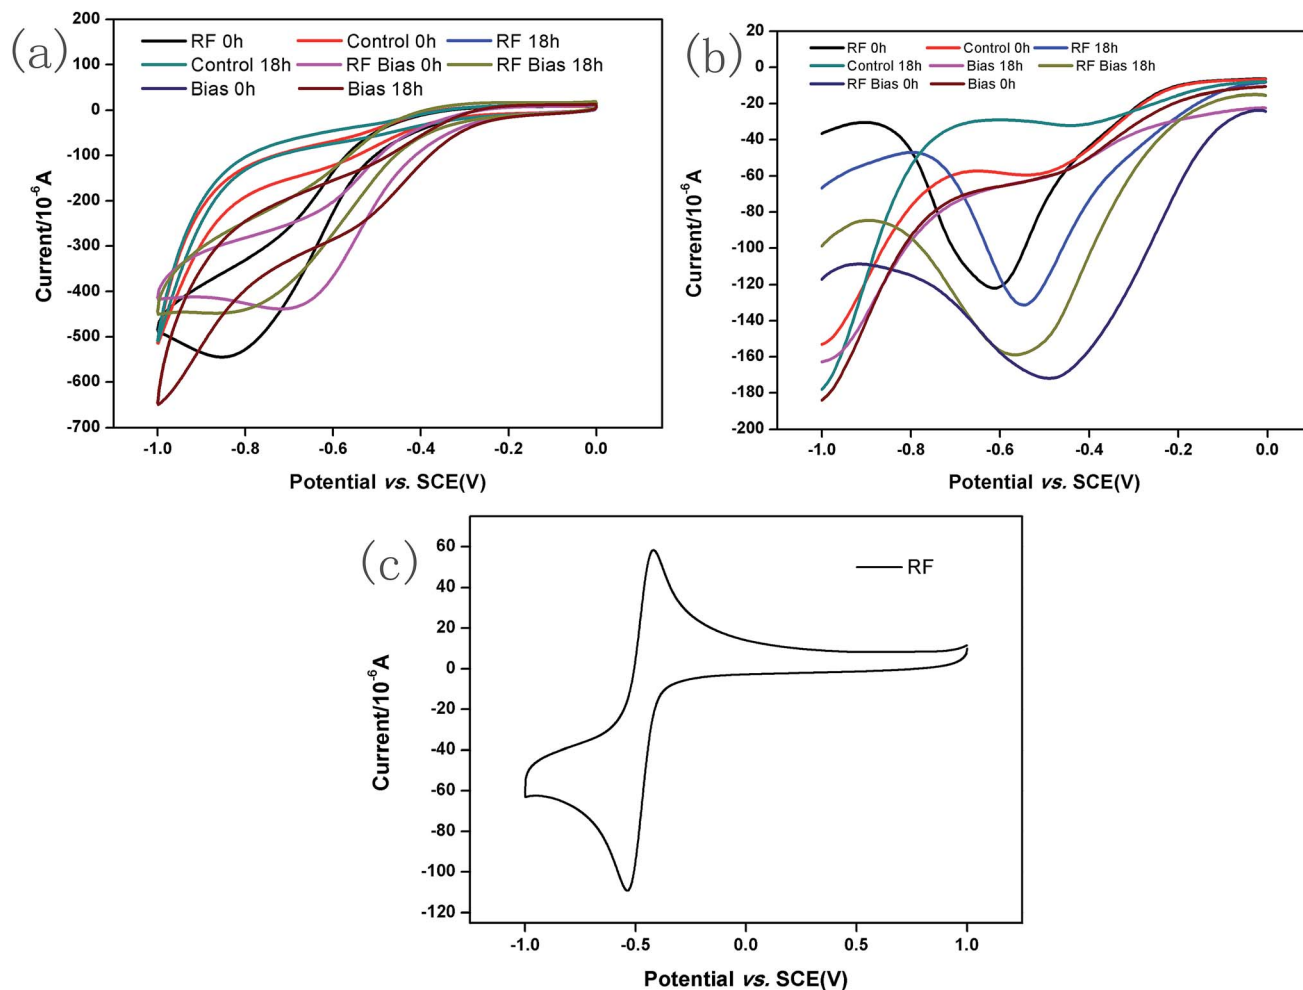 (a)
RF 0h Control 0h RF 18h
Control 18h RF Bias 0h RF Bias 18h
Bias 0h Bias 18h
200
100
0
-100
-200
-300
-400
-500
-600
-700
Current/10⁻⁶A
-1.0 -0.8 -0.6 -0.4 -0.2 0.0
Potential vs. SCE(V)
(b)
RF 0h Control 0h RF 18h
Control 18h Bias 18h RF Bias 18h
RF Bias 0h Bias 0h
20
0
-20
-40
-60
-80
-100
-120
-140
-160
-180
-200
Current/10⁻⁶A
-1.0 -0.8 -0.6 -0.4 -0.2 0.0
Potential vs. SCE(V)
(c)
RF
60
40
20
0
-20
-40
-60
-80
-100
-120
Current/10⁻⁶A
-1.0 -0.5 0.0 0.5 1.0
Potential vs. SCE(V)